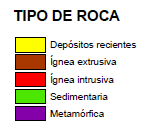 TIPO DE ROCA
Depósitos recientes
Ígnea extrusiva
Ígnea intrusiva
Sedimentaria
Metamórfica